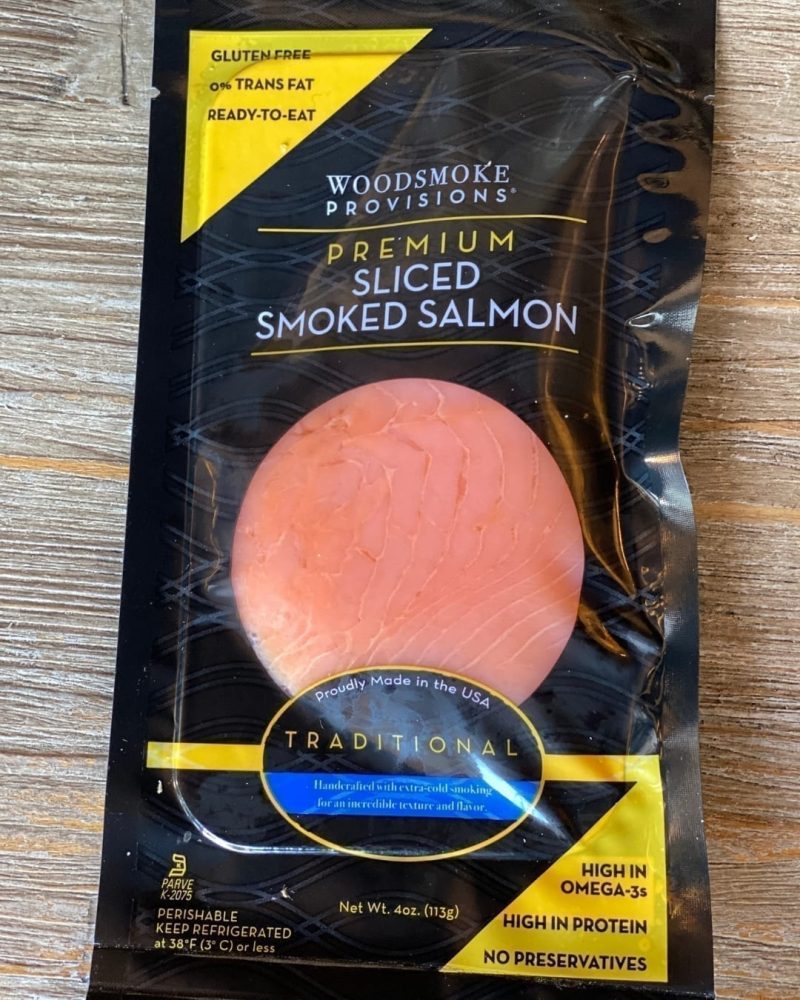 GLUTEN FREE
0% TRANS FAT
READY-TO-EAT
WOODSMOKE
PROVISIONS®
PREMIUM
SLICED
SMOKED SALMON
Proudly Made in the USA
TRADITIONAL
Handcrafted with extra-cold smoking
for an incredible texture and flavor.
PARVE
K-2075
PERISHABLE
KEEP REFRIGERATED
at 38°F (3° C) or less
Net Wt. 4oz. (113g)
HIGH IN
OMEGA-3s
HIGH IN PROTEIN
NO PRESERVATIVES